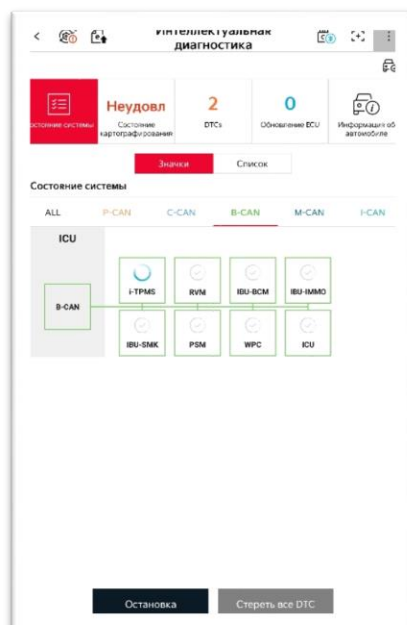 Интеллектуальная
диагностика
остояние системы
Неудовл
Состояние
картографирования
2
DTCs
0
Обновление ECU
Информация об
автомобиле
Значки
Список
Состояние системы
ALL
P-CAN
C-CAN
B-CAN
M-CAN
I-CAN
ICU
B-CAN
i-TPMS
RVM
IBU-BCM
IBU-IMMO
IBU-SMK
PSM
WPC
ICU
Остановка
Стереть все DTC